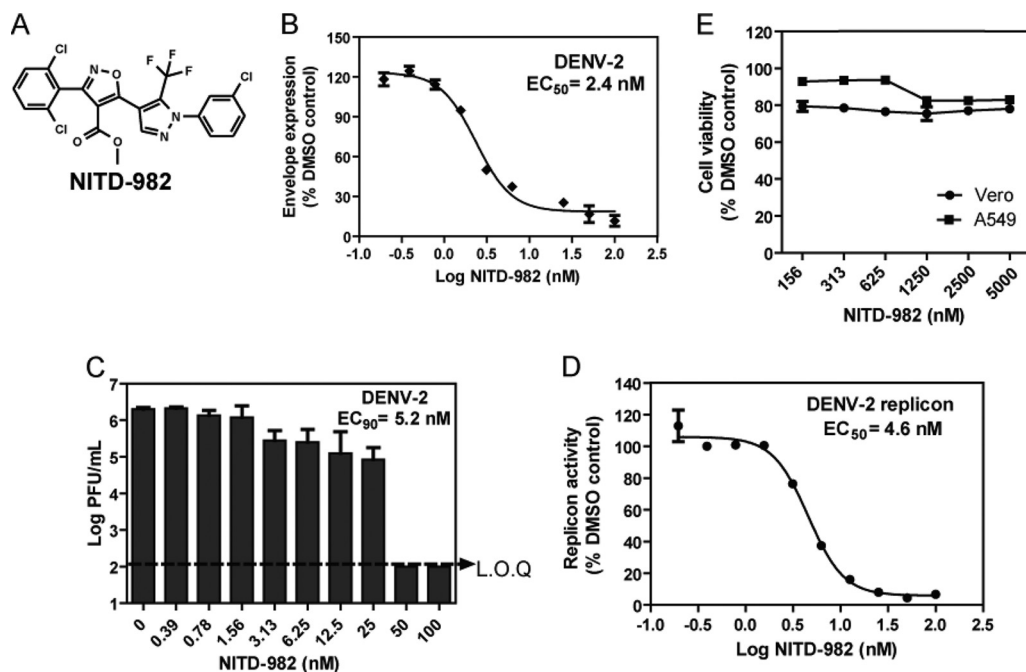 A
Cl
N
O
F
F
F
Cl
Cl
N
N
O
O
NITD-982
B
DENV-2
EC50= 2.4 nM
Envelope expression
(% DMSO control)
150
120
90
60
30
0
-1.0 -0.5 0.0 0.5 1.0 1.5 2.0 2.5
Log NITD-982 (nM)
E
Cell viability
(% DMSO control)
120
100
80
60
40
20
0
Vero
A549
156 313 625 1250 2500 5000
NITD-982 (nM)
C
DENV-2
EC90= 5.2 nM
Log PFU/mL
7
6
5
4
3
2
1
L.O.Q
0 0.39 0.78 1.56 3.13 6.25 12.5 25 50 100
NITD-982 (nM)
D
DENV-2 replicon
EC50= 4.6 nM
Replicon activity
(% DMSO control)
140
120
100
80
60
40
20
0
-1.0 -0.5 0.0 0.5 1.0 1.5 2.0 2.5
Log NITD-982 (nM)